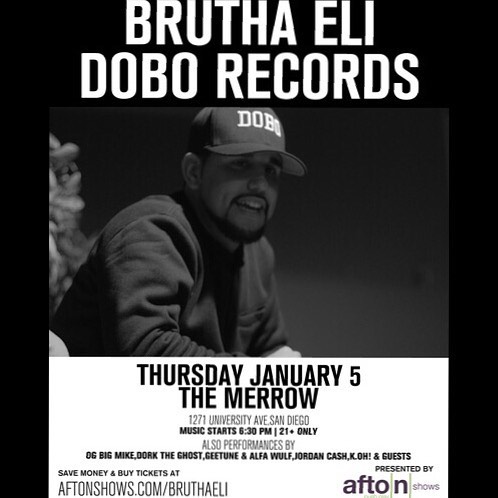 BRUTHA ELI
DOBO RECORDS
DOBO
THURSDAY JANUARY 5
THE MERROW
1271 UNIVERSITY AVE,SAN DIEGO
MUSIC STARTS 6:30 PM | 21+ ONLY
ALSO PERFORMANCES BY
OG BIG MIKE,DORK THE GHOST,GEETUNE & ALFA WULF,JORDAN CASH,K.OH! & GUESTS
SAVE MONEY & BUY TICKETS AT
AFTONSHOWS.COM/BRUTHAELI
PRESENTED BY
afton shows